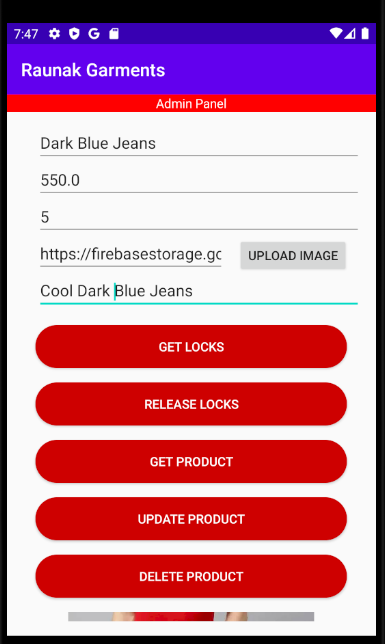 7:47
Raunak Garments
Admin Panel
Dark Blue Jeans
550.0
5
https://firebasestorage.gc UPLOAD IMAGE
Cool Dark Blue Jeans
GET LOCKS
RELEASE LOCKS
GET PRODUCT
UPDATE PRODUCT
DELETE PRODUCT